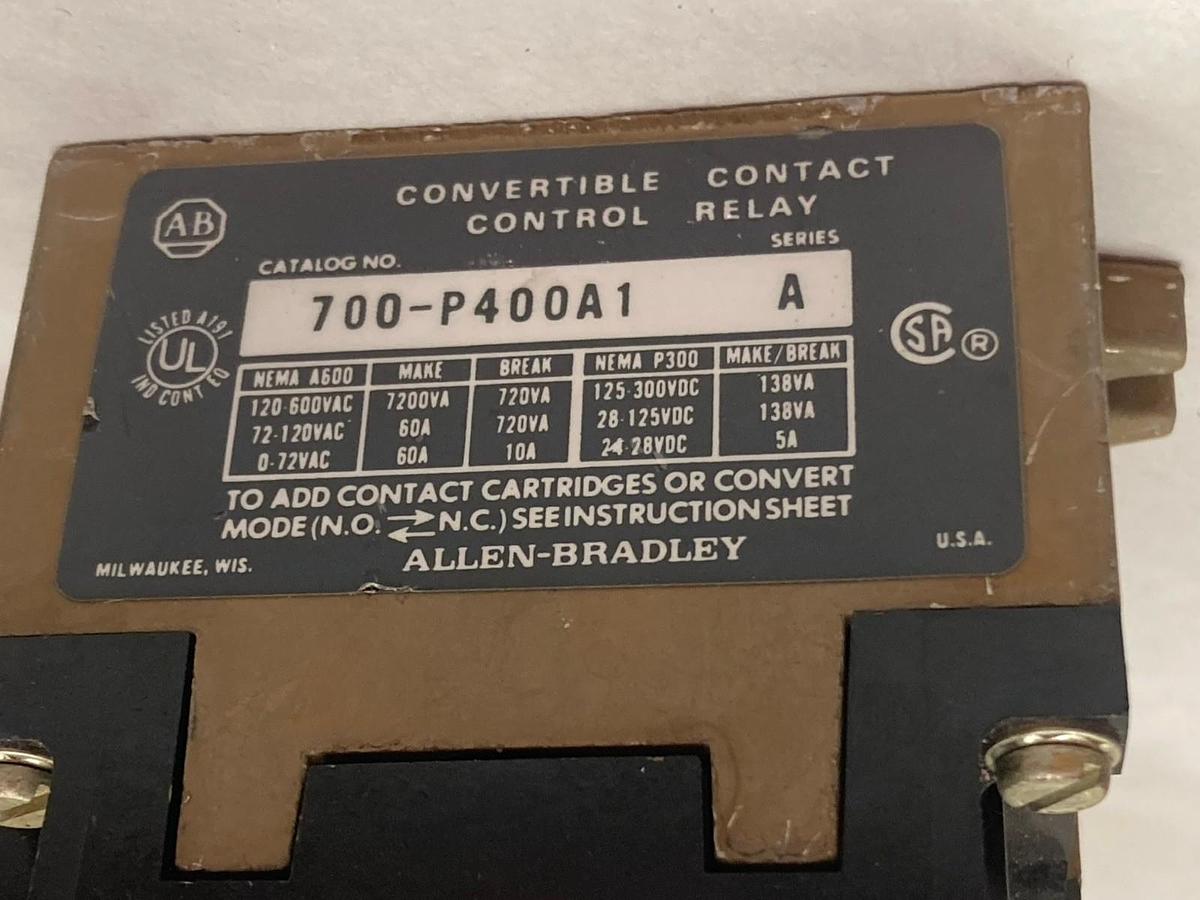 CONVERTIBLE CONTACT
CONTROL RELAY
AB
CATALOG NO. SERIES
700-P400A1 A
LISTED A191
UL
IND CONT EQ
SA ®
NEMA A600 MAKE BREAK NEMA P300 MAKE/BREAK
120-600VAC 7200VA 720VA 125-300VDC 138VA
72-120VAC 60A 720VA 28-125VDC 138VA
0-72VAC 60A 10A 24-28VDC 5A
TO ADD CONTACT CARTRIDGES OR CONVERT
MODE (N.O. ⇄ N.C.) SEE INSTRUCTION SHEET
MILWAUKEE, WIS. ALLEN-BRADLEY U.S.A.